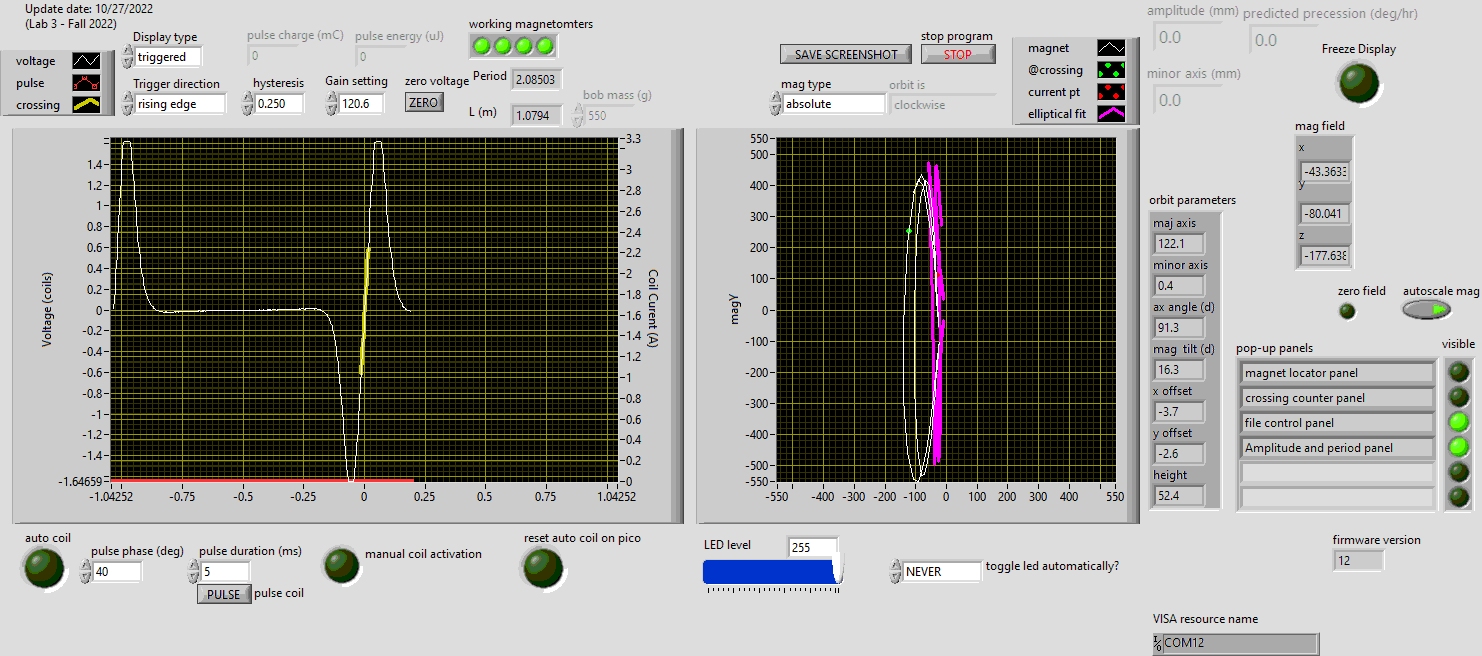 Update date: 10/27/2022
(Lab 3 - Fall 2022)
voltage
pulse
crossing
Display type
triggered
Trigger direction
rising edge
pulse charge (mC)
0
pulse energy (uJ)
0
hysteresis
0.250
Gain setting
120.6
zero voltage
ZERO
working magnetomters
Period
2.08503
L (m)
1.0794
bob mass (g)
550
SAVE SCREENSHOT
stop program
STOP
mag type
absolute
orbit is
clockwise
magnet
@crossing
current pt
elliptical fit
amplitude (mm)
0.0
predicted precession (deg/hr)
0.0
minor axis (mm)
0.0
Freeze Display
Voltage (coils)
1.4
1.2
1
0.8
0.6
0.4
0.2
0
-0.2
-0.4
-0.6
-0.8
-1
-1.2
-1.4
-1.64659
-1.04252
-0.75
-0.5
-0.25
0
0.25
0.5
0.75
1.04252
3.3
3
2.8
2.6
2.4
2.2
2
1.8
1.6
1.4
1.2
1
0.8
0.6
0.4
0.2
0
Coil Curent (A)
magy
550
500
400
300
200
100
0
-100
-200
-300
-400
-500
-550
-550
-400
-300
-200
-100
0
100
200
300
400
550
orbit parameters
maj axis
122.1
minor axis
0.4
ax angle (d)
91.3
mag tilt (d)
16.3
x offset
-3.7
y offset
-2.6
height
52.4
mag field
x
-43.363
y
-80.041
z
-177.63
zero field
autoscale mag
pop-up panels
visible
magnet locator panel
crossing counter panel
file control panel
Amplitude and period panel
auto coil
pulse phase (deg)
40
pulse duration (ms)
5
PULSE
pulse coil
manual coil activation
reset auto coil on pico
LED level
255
NEVER
toggle led automatically?
firmware version
12
VISA resource name
COM12